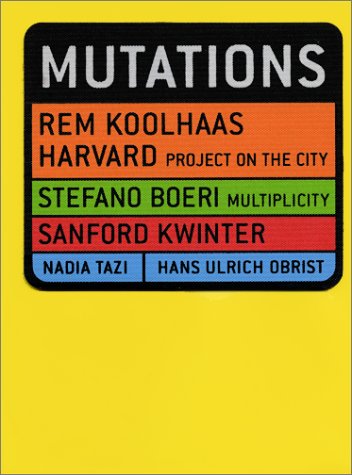 MUTATIONS
REM KOOLHAAS
HARVARD PROJECT ON THE CITY
STEFANO BOERI MULTIPLICITY
SANFORD KWINTER
NADIA TAZI HANS ULRICH OBRIST